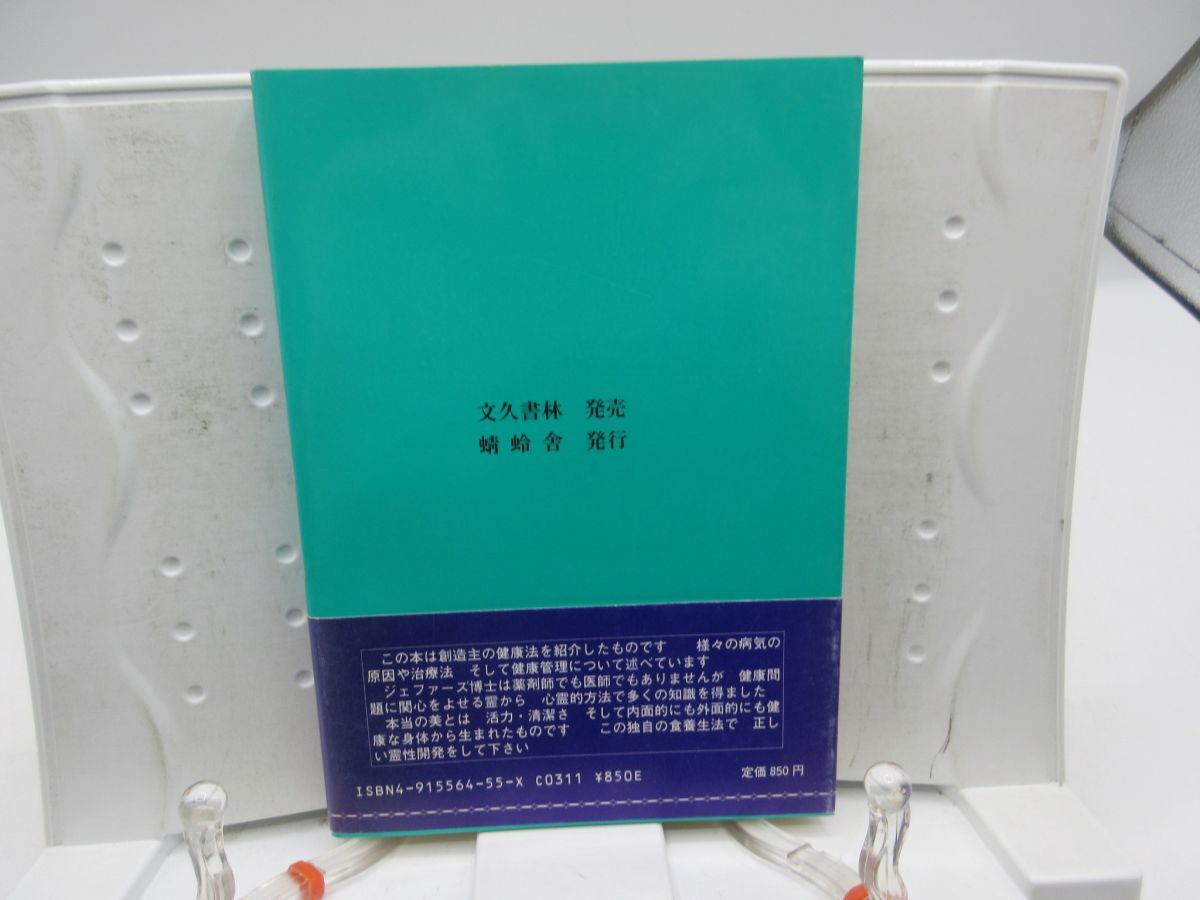 文久書林 発売
蜻蛉舎 発行
この本は創造主の健康法を紹介したものです 様々の病気の
原因や治療法 そして健康管理について述べています
ジェファーズ博士は薬剤師でも医師でもありませんが 健康問
題に関心をよせる霊から 心霊的方法で多くの知識を得ました
本当の美とは 活力・清潔さ そして内面的にも外面的にも健
康な身体から生まれたものです この独自の食養生法で 正し
い霊性開発をして下さい
ISBN4-915564-55-X C0311 ¥850E 定価 850 円